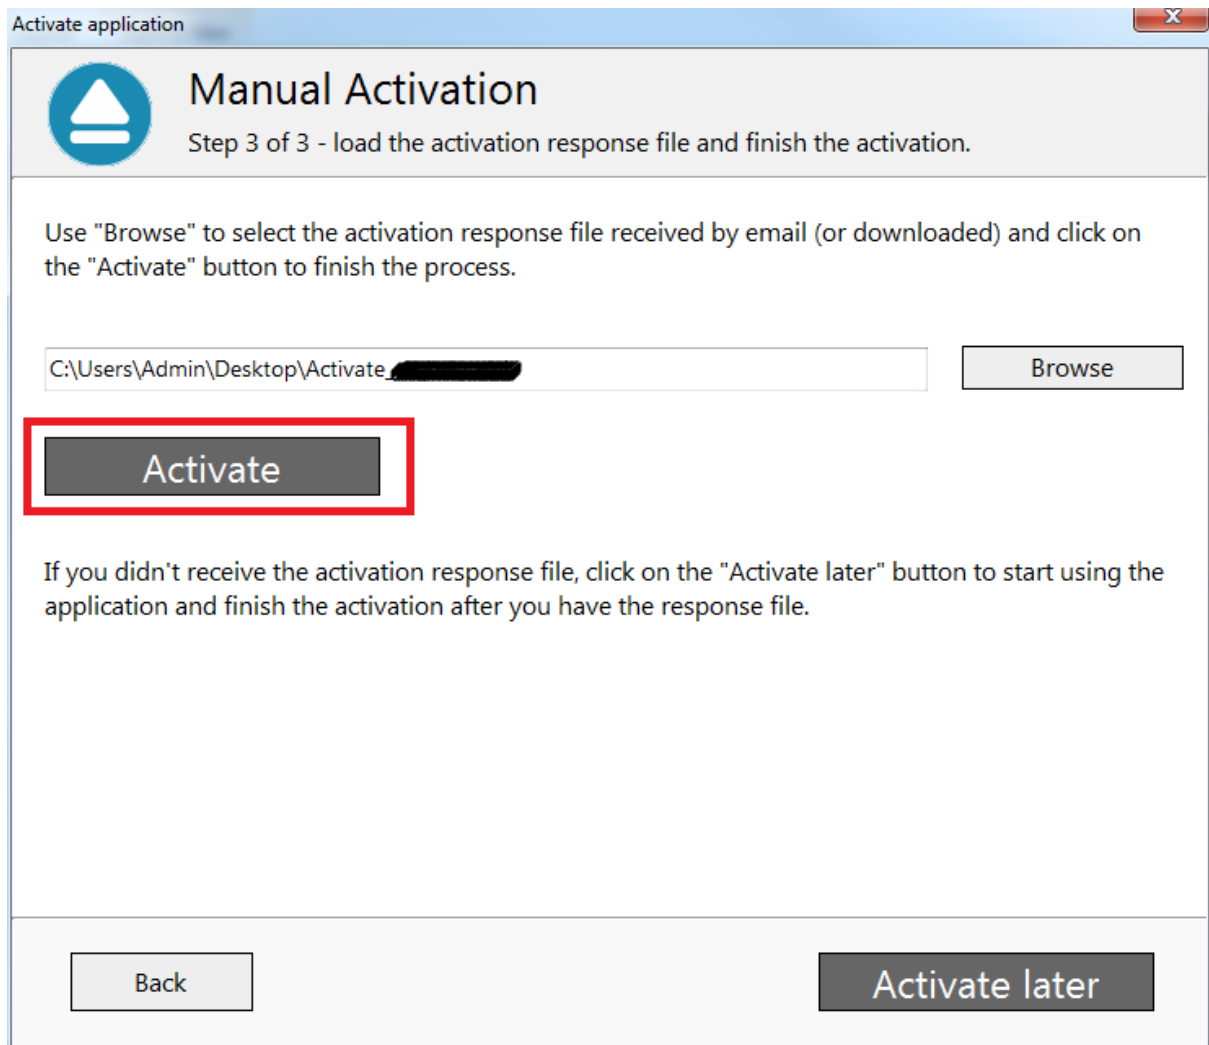 Activate application
x
Manual Activation
Step 3 of 3 - load the activation response file and finish the activation.
Use "Browse" to select the activation response file received by email (or downloaded) and click on
the "Activate" button to finish the process.
C:\Users\Admin\Desktop\Activate_
Browse
Activate
If you didn't receive the activation response file, click on the "Activate later" button to start using the
application and finish the activation after you have the response file.
Back
Activate later